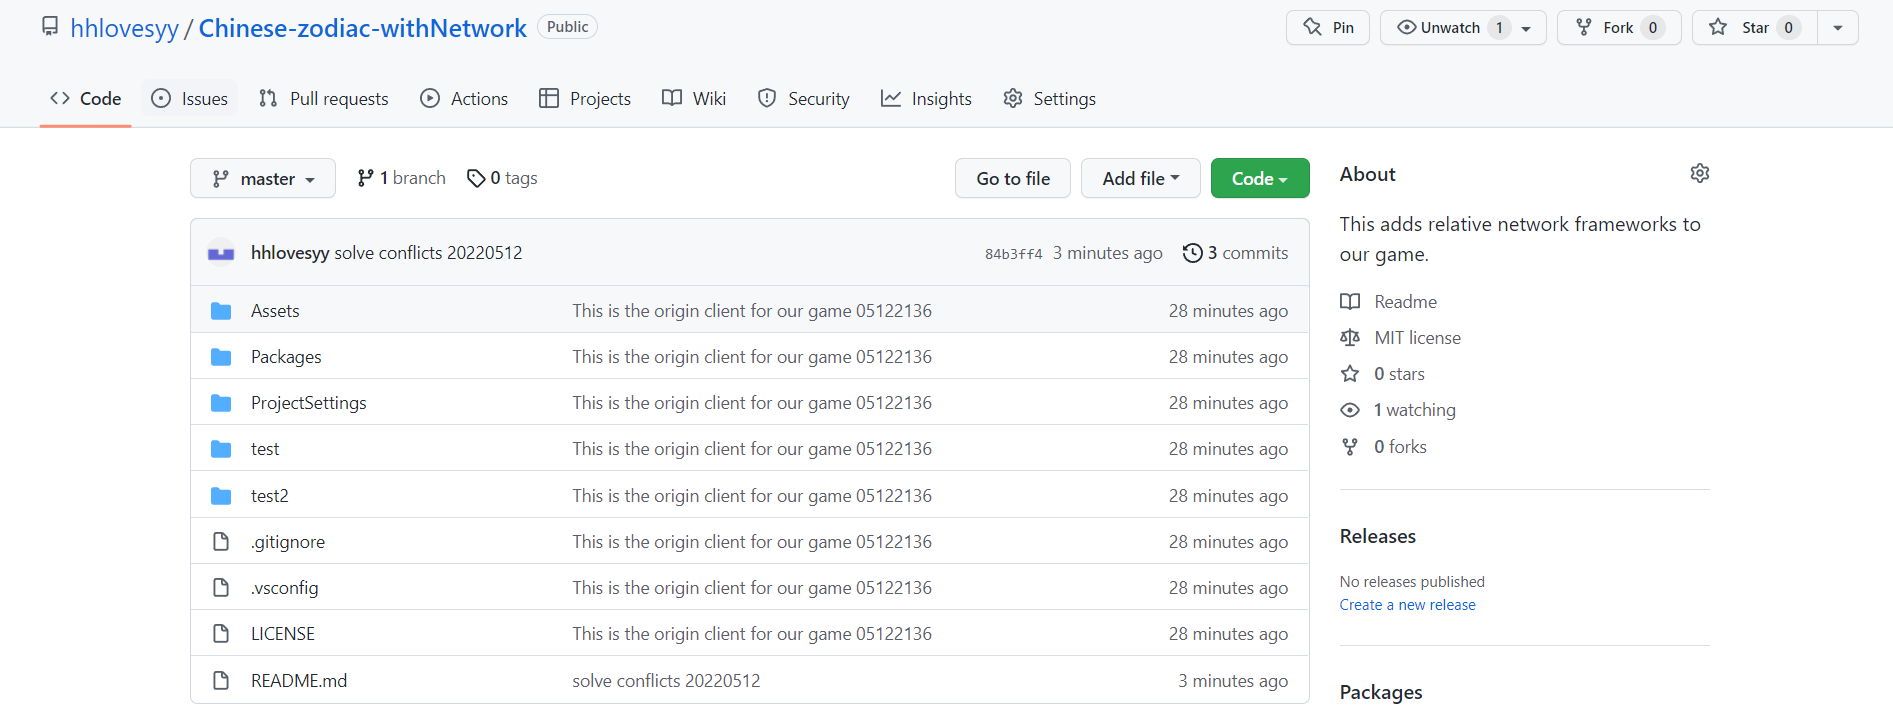 hhlovesyy / Chinese-zodiac-withNetwork Public Pin Unwatch 1 Fork 0 Star 0
Code Issues Pull requests Actions Projects Wiki Security Insights Settings
master 1 branch 0 tags Go to file Add file Code
hhlovesyy solve conflicts 20220512 84b3ff4 3 minutes ago 3 commits
Assets This is the origin client for our game 05122136 28 minutes ago
Packages This is the origin client for our game 05122136 28 minutes ago
ProjectSettings This is the origin client for our game 05122136 28 minutes ago
test This is the origin client for our game 05122136 28 minutes ago
test2 This is the origin client for our game 05122136 28 minutes ago
.gitignore This is the origin client for our game 05122136 28 minutes ago
.vsconfig This is the origin client for our game 05122136 28 minutes ago
LICENSE This is the origin client for our game 05122136 28 minutes ago
README.md solve conflicts 20220512 3 minutes ago
About
This adds relative network frameworks to
our game.
Readme
MIT license
0 stars
1 watching
0 forks
Releases
No releases published
Create a new release
Packages